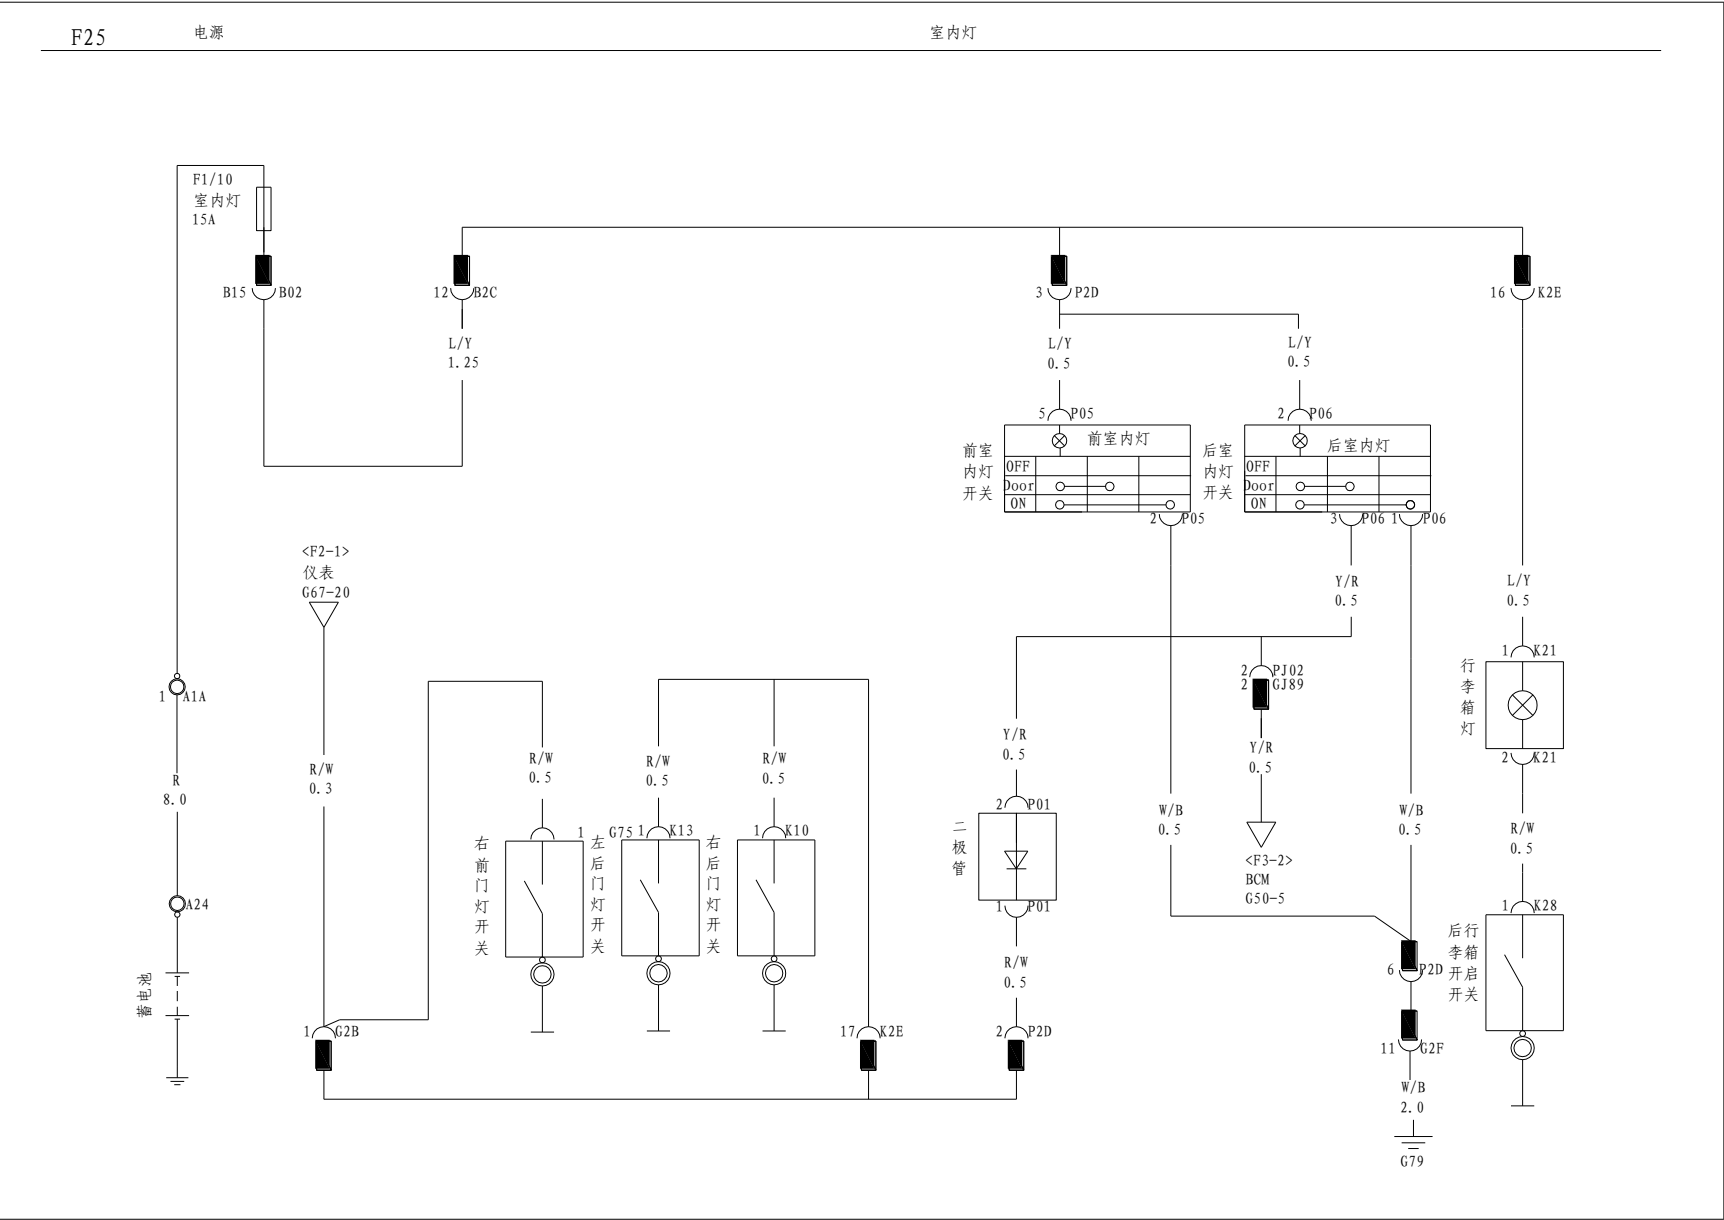 F25
电源
室内灯
F1/10
室内灯
15A
B15
B02
12
B2C
3
P2D
16
K2E
L/Y
1.25
L/Y
0.5
L/Y
0.5
5
P05
2
P06
前室
内灯
开关
前室内灯
OFF
Door
ON
2
P05
后室
内灯
开关
后室内灯
OFF
Door
ON
3
P06
1
P06
<F2-1>
仪表
G67-20
Y/R
0.5
L/Y
0.5
1
K21
行李箱灯
2
K21
2
PJ02
2
GJ89
1
A1A
Y/R
0.5
Y/R
0.5
R/W
0.3
R/W
0.5
R/W
0.5
R/W
0.5
R
8.0
2
P01
W/B
0.5
W/B
0.5
R/W
0.5
1
G75
1
K13
1
K10
右前门灯开关
左后门灯开关
右后门灯开关
二极管
<F3-2>
BCM
G50-5
1
P01
A24
1
K28
后行
李箱
开启
开关
R/W
0.5
6
P2D
蓄电池
1
G2B
17
K2E
2
P2D
11
G2F
W/B
2.0
G79